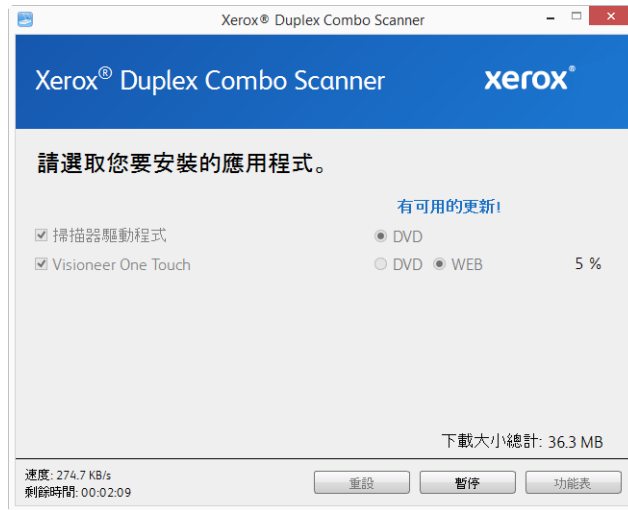 Xerox® Duplex Combo Scanner
Xerox® Duplex Combo Scanner
xerox®
請選取您要安裝的應用程式。
有可用的更新!
掃描器驅動程式 DVD
Visioneer One Touch DVD WEB 5 %
下載大小總計: 36.3 MB
速度: 274.7 KB/s
剩餘時間: 00:02:09
重設 暫停 功能表